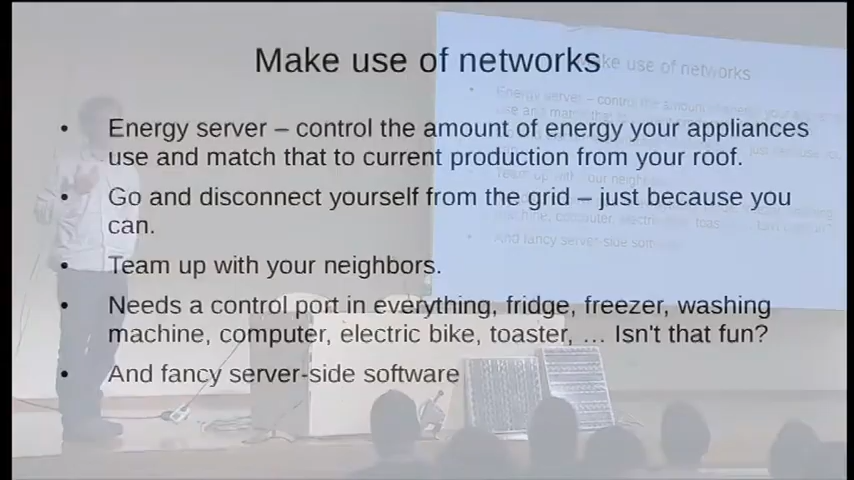 Make use of networks
• Energy server – control the amount of energy your appliances
use and match that to current production from your roof.
• Go and disconnect yourself from the grid – just because you
can.
• Team up with your neighbors.
• Needs a control port in everything, fridge, freezer, washing
machine, computer, electric bike, toaster, … Isn't that fun?
• And fancy server-side software